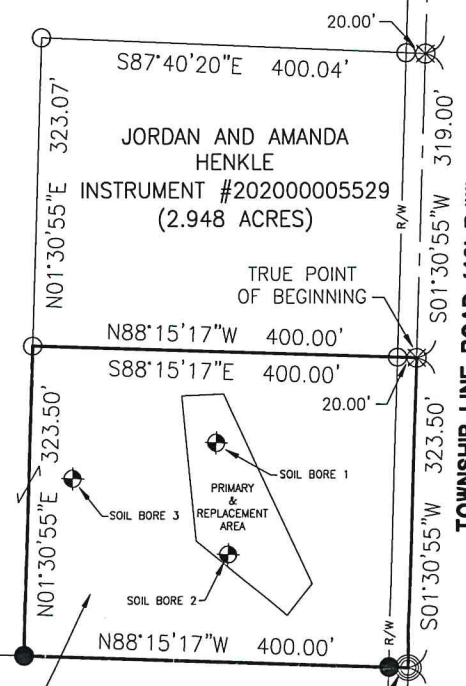 20.00'
S87°40'20"E 400.04'
N01°30'55"E 323.07'
JORDAN AND AMANDA
HENKLE
INSTRUMENT #202000005529
(2.948 ACRES)
R/W
S01°30'55"W 319.00'
TRUE POINT
OF BEGINNING
N88°15'17"W 400.00'
S88°15'17"E 400.00'
20.00'
N01°30'55"E 323.50'
SOIL BORE 1
PRIMARY
&
REPLACEMENT
AREA
SOIL BORE 3
SOIL BORE 2
R/W
S01°30'55"W 323.50'
TOWNSHIP LINE ROAD
N88°15'17"W 400.00'